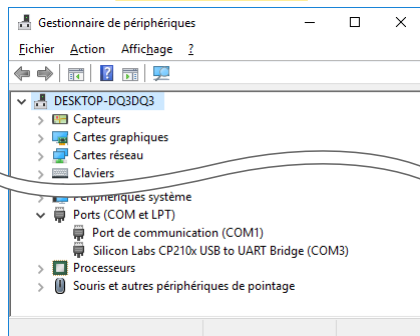 Gestionnaire de périphériques
Fichier Action Affichage ?
DESKTOP-DQ3DQ3
Capteurs
Cartes graphiques
Cartes réseau
Claviers
Périphériques système
Ports (COM et LPT)
Port de communication (COM1)
Silicon Labs CP210x USB to UART Bridge (COM3)
Processeurs
Souris et autres périphériques de pointage